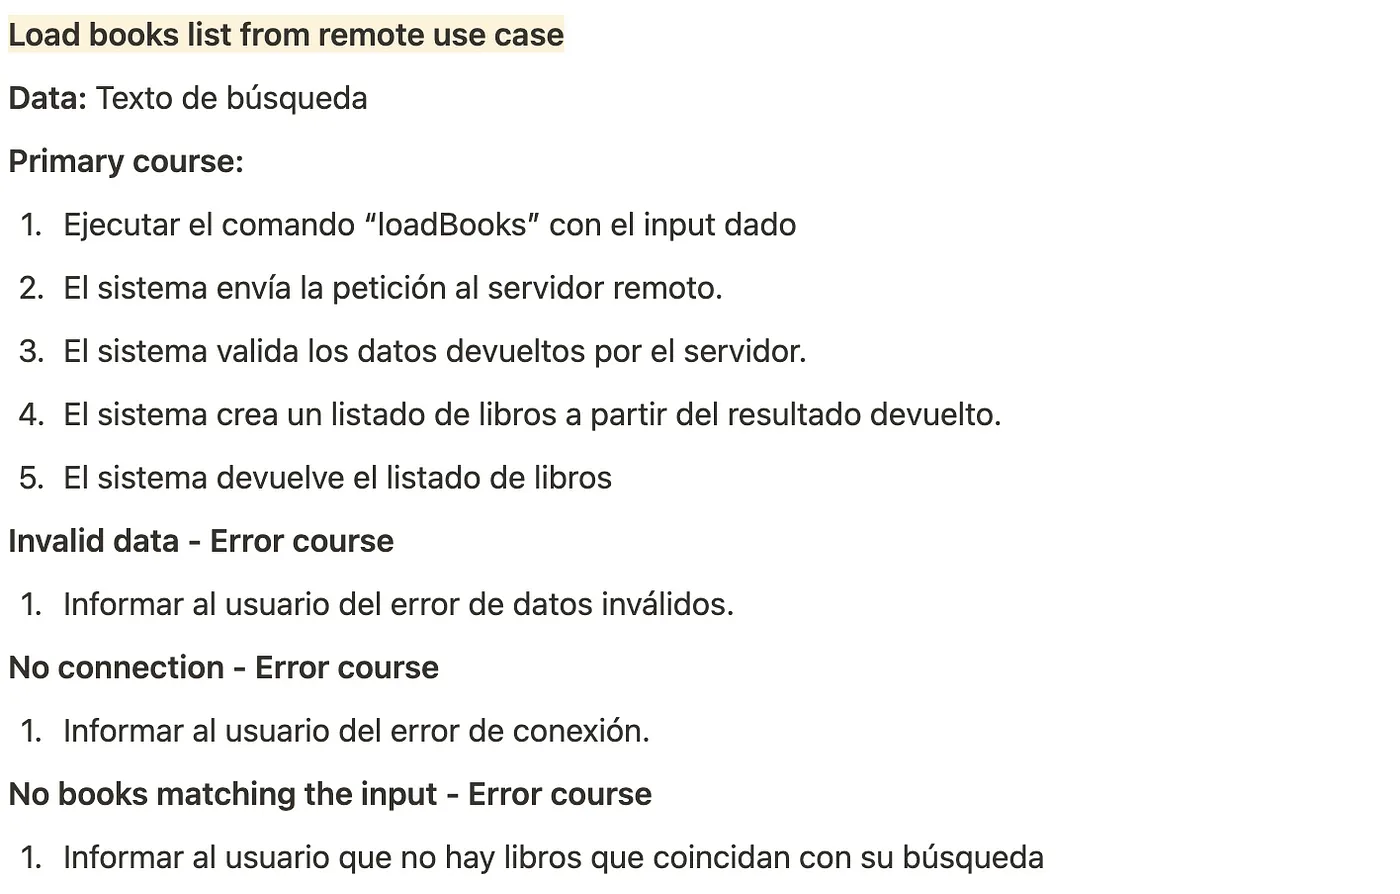 Load books list from remote use case
Data: Texto de búsqueda
Primary course:
1. Ejecutar el comando “loadBooks” con el input dado
2. El sistema envía la petición al servidor remoto.
3. El sistema valida los datos devueltos por el servidor.
4. El sistema crea un listado de libros a partir del resultado devuelto.
5. El sistema devuelve el listado de libros
Invalid data - Error course
1. Informar al usuario del error de datos inválidos.
No connection - Error course
1. Informar al usuario del error de conexión.
No books matching the input - Error course
1. Informar al usuario que no hay libros que coincidan con su búsqueda